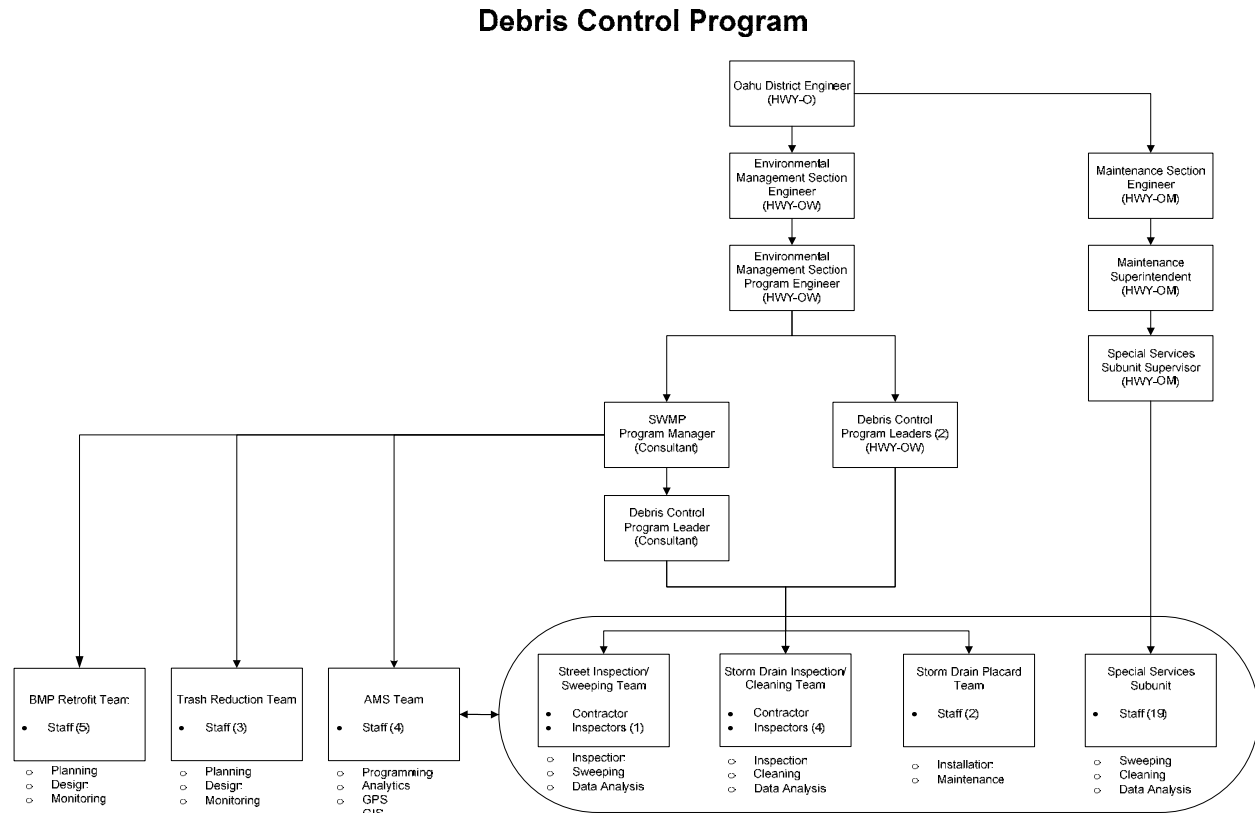 Debris Control Program
Oahu District Engineer
(HWY-O)
Environmental
Management Section
Engineer
(HWY-OW)
Maintenance Section
Engineer
(HWY-OM)
Environmental
Management Section
Program Engineer
(HWY-OW)
Maintenance
Superintendent
(HWY-OM)
Special Services
Subunit Supervisor
(HWY-OM)
SWMP
Program Manager
(Consultant)
Debris Control
Program Leaders (2)
(HWY-OW)
Debris Control
Program Leader
(Consultant)
BMP Retrofit Team
• Staff (5)
o Planning
o Design
o Monitoring
Trash Reduction Team
• Staff (3)
o Planning
o Design
o Monitoring
AMS Team
• Staff (4)
o Programming
o Analytics
o GPS
o GIS
Street Inspection/
Sweeping Team
• Contractor
• Inspectors (1)
o Inspection
o Sweeping
o Data Analysis
Storm Drain Inspection/
Cleaning Team
• Contractor
• Inspectors (4)
o Inspection
o Cleaning
o Data Analysis
Storm Drain Placard
Team
• Staff (2)
o Installation
o Maintenance
Special Services
Subunit
• Staff (19)
o Sweeping
o Cleaning
o Data Analysis